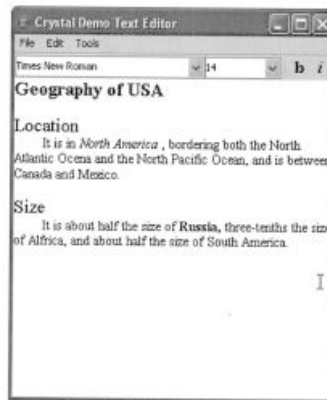 Crystal Demo Text Editor
File Edit Tools
Times New Roman 14 b i
Geography of USA
Location
It is in North America , bordering both the North
Atlantic Ocena and the North Pacific Ocean, and is between
Canada and Mexico.
Size
It is about half the size of Russia, three-tenths the size
of Alfrica, and about half the size of South America.